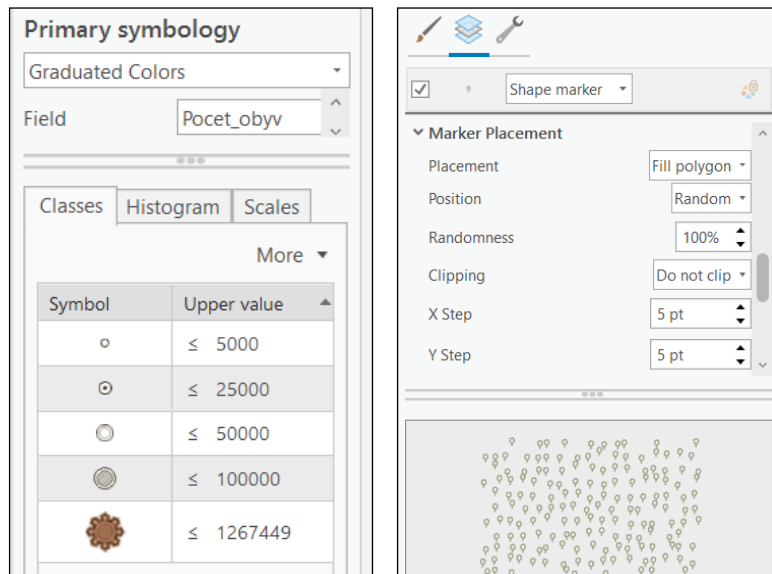 Primary symbology
Graduated Colors
Field Pocet_obyv
Classes Histogram Scales
More
Symbol Upper value
≤ 5000
≤ 25000
≤ 50000
≤ 100000
≤ 1267449
Shape marker
Marker Placement
Placement Fill polygon
Position Random
Randomness 100%
Clipping Do not clip
X Step 5 pt
Y Step 5 pt